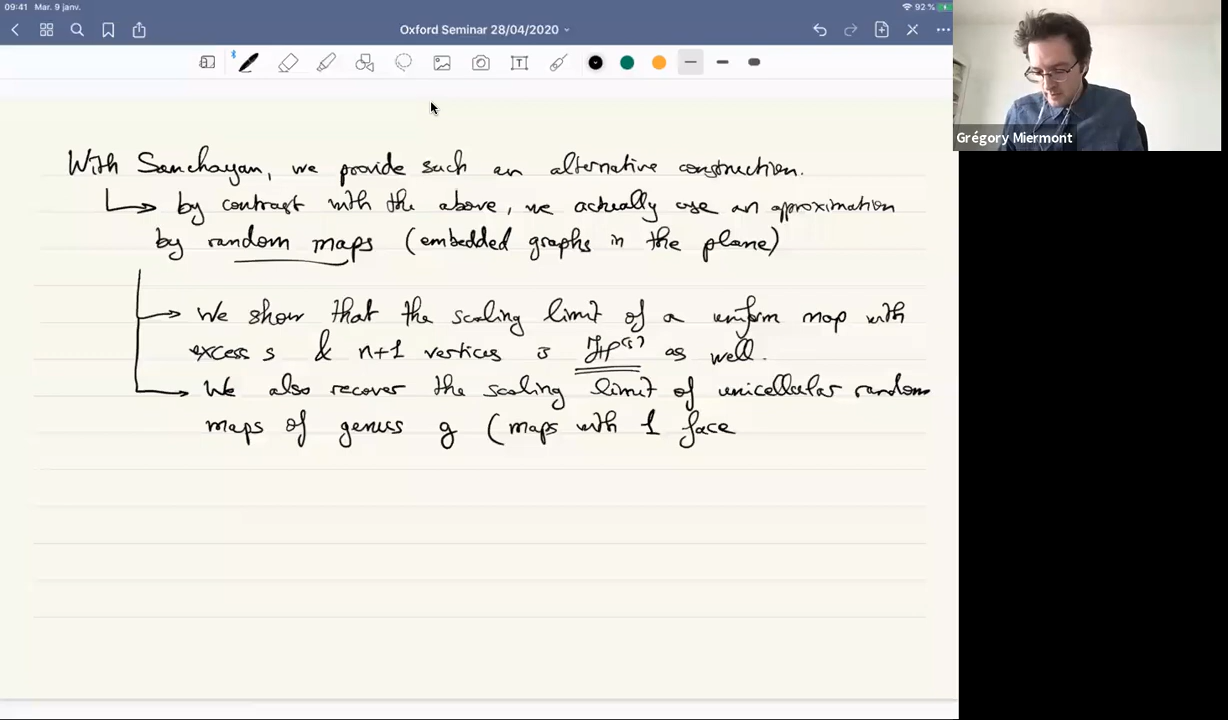 09:41 Mar. 9 janv.
92 %
Oxford Seminar 28/04/2020
Grégory Miermont
With Sanchayan, we provide such an alternative construction.
by contrast with the above, we actually use an approximation
by random maps (embedded graphs in the plane)
We show that the scaling limit of a uniform map with
excess s & n+1 vertices is as well.
We also recover the scaling limit of unicellular random
maps of genus g (maps with 1 face